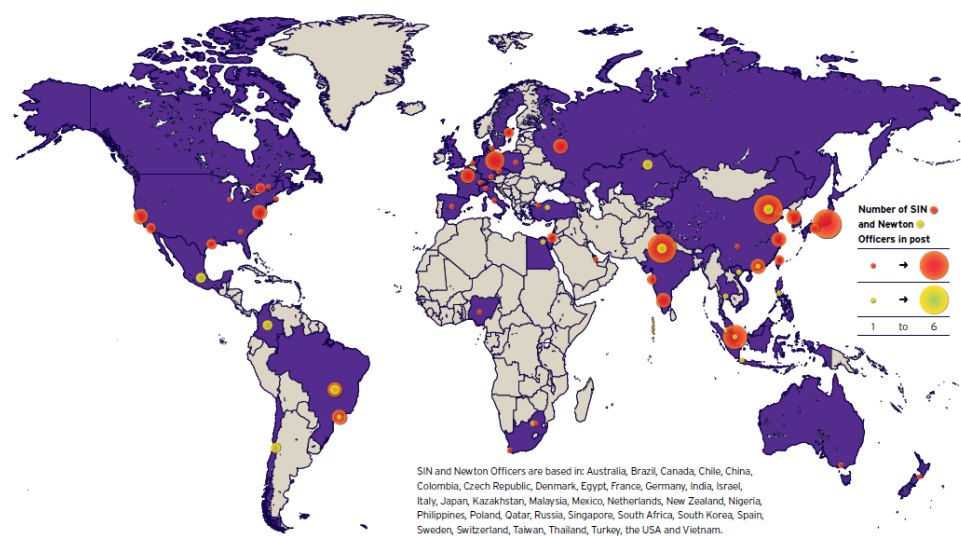 Number of SIN
and Newton
Officers in post
1 to 6
SIN and Newton Officers are based in: Australia, Brazil, Canada, Chile, China,
Colombia, Czech Republic, Denmark, Egypt, France, Germany, India, Israel,
Italy, Japan, Kazakhstan, Malaysia, Mexico, Netherlands, New Zealand, Nigeria,
Philippines, Poland, Qatar, Russia, Singapore, South Africa, South Korea, Spain,
Sweden, Switzerland, Taiwan, Thailand, Turkey, the USA and Vietnam.